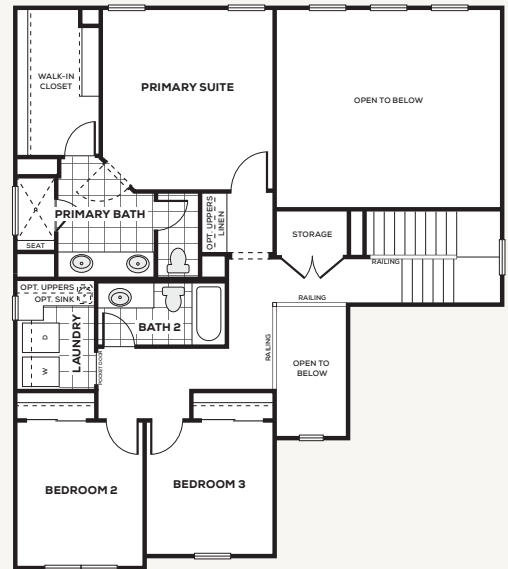 WALK-IN
CLOSET
PRIMARY SUITE
OPEN TO BELOW
PRIMARY BATH
SEAT
OPT. UPPERS
LINEN
STORAGE
RAILING
OPT. UPPERS
OPT. SINK
LAUNDRY
D
W
POCKET DOOR
BATH 2
RAILING
RAILING
OPEN TO
BELOW
BEDROOM 2
BEDROOM 3